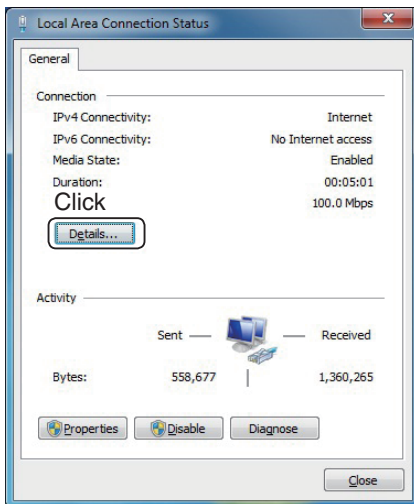 Local Area Connection Status
General
Connection
IPv4 Connectivity: Internet
IPv6 Connectivity: No Internet access
Media State: Enabled
Duration: 00:05:01
Click 100.0 Mbps
Details...
Activity
Sent Received
Bytes: 558,677 1,360,265
Properties Disable Diagnose
Close